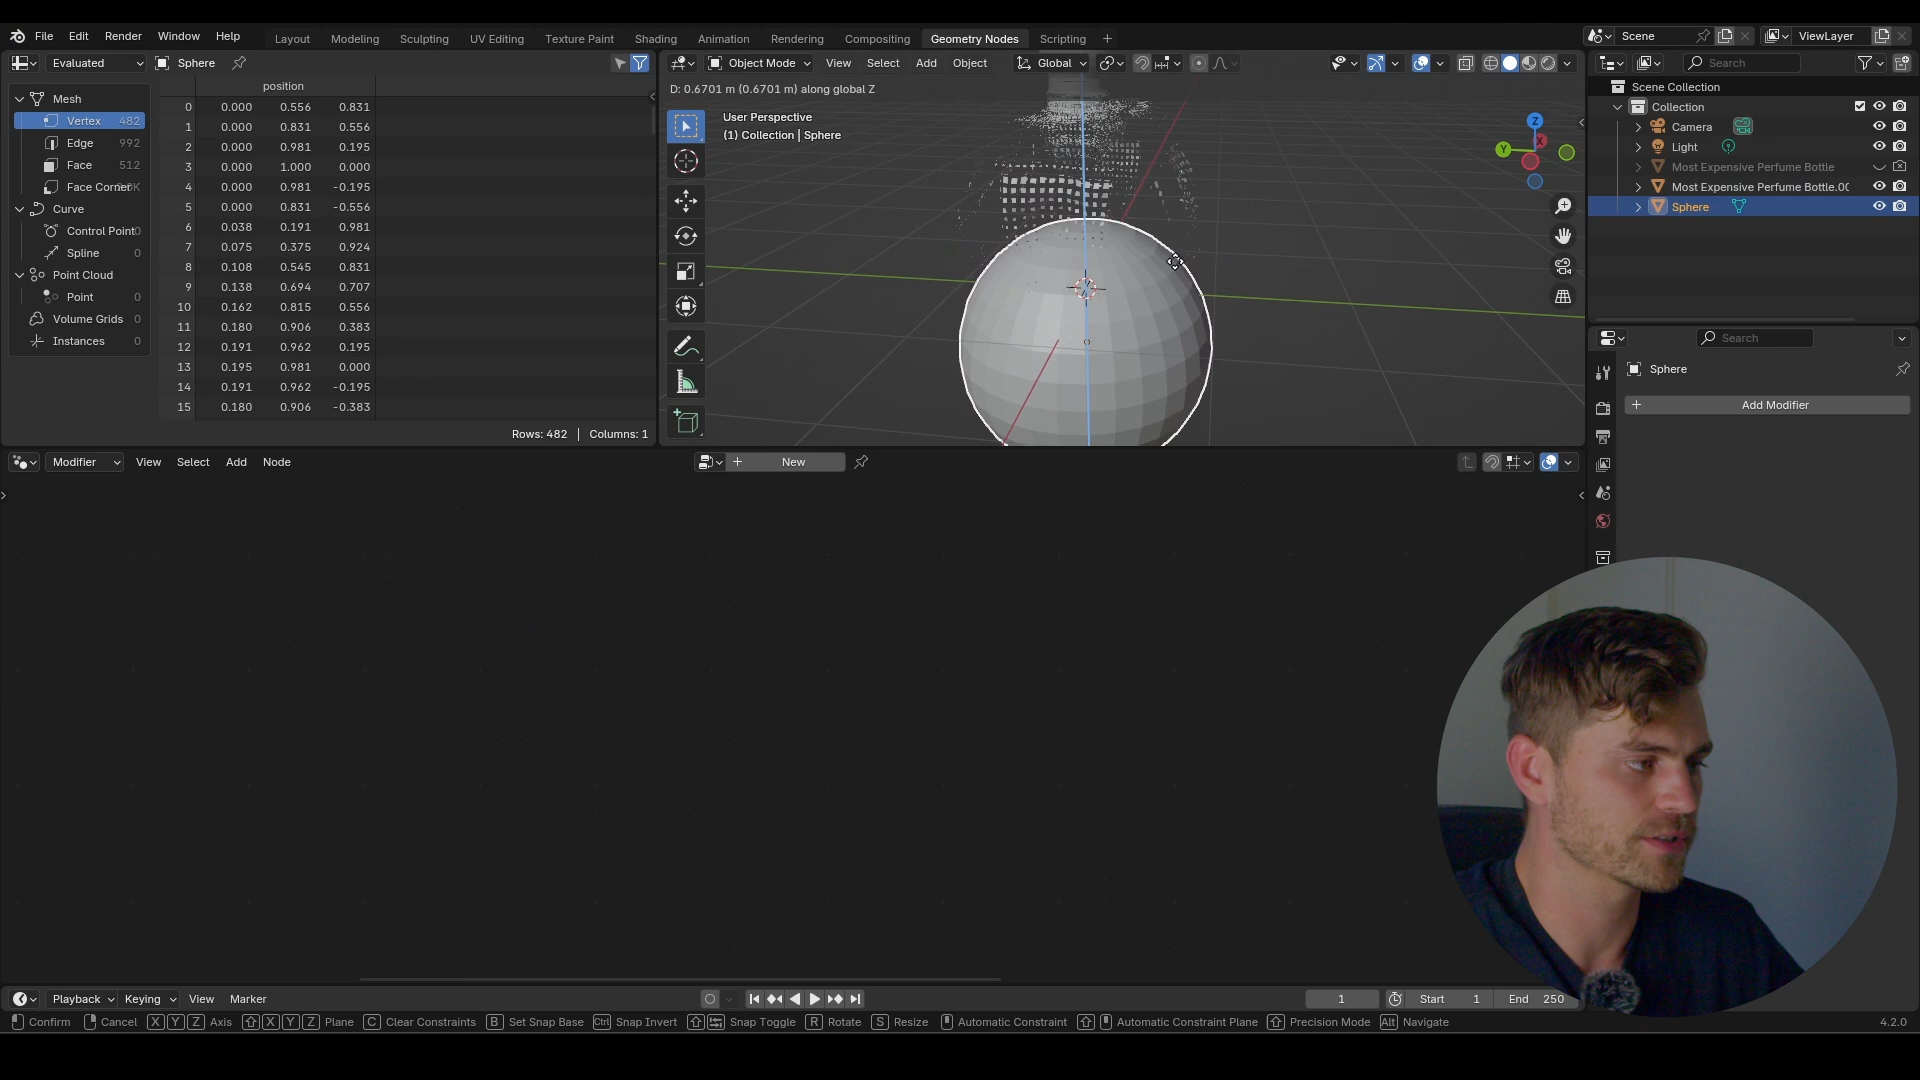 File Edit Render Window Help Layout Modeling Sculpting UV Editing Texture Paint Shading Animation Rendering Compositing Geometry Nodes Scripting + Scene ViewLayer
Evaluated Sphere
Object Mode View Select Add Object Global
Search
position
D: 0.6701 m (0.6701 m) along global Z
Scene Collection
Mesh
Collection
Vertex 482
0 0.000 0.556 0.831
User Perspective
Camera
1 0.000 0.831 0.556
(1) Collection | Sphere
Edge 992
2 0.000 0.981 0.195
Light
Face 512
3 0.000 1.000 0.000
Most Expensive Perfume Bottle
4 0.000 0.981 -0.195
Most Expensive Perfume Bottle.00
Curve
5 0.000 0.831 -0.556
Sphere
Control Point 0
6 0.038 0.191 0.981
Spline 0
7 0.075 0.375 0.924
Point Cloud
8 0.108 0.545 0.831
Point 0
9 0.138 0.694 0.707
Volume Grids 0
10 0.162 0.815 0.556
Instances 0
11 0.180 0.906 0.383
12 0.191 0.962 0.195
13 0.195 0.981 0.000
14 0.191 0.962 -0.195
15 0.180 0.906 -0.383
Rows: 482 | Columns: 1
Z
Y
X
Search
Sphere
+ Add Modifier
Modifier View Select Add Node + New
Playback Keying View Marker 1 Start 1 End 250
Confirm Cancel X Y Z Axis X Y Z Plane C Clear Constraints B Set Snap Base Ctrl Snap Invert Snap Toggle R Rotate S Resize Automatic Constraint Automatic Constraint Plane Precision Mode Alt Navigate 4.2.0